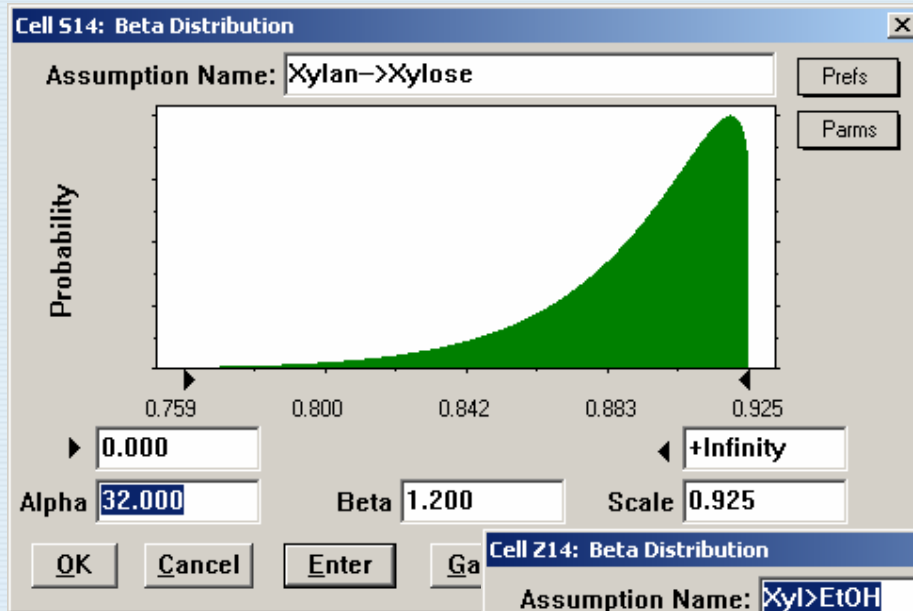 Cell S14: Beta Distribution
Assumption Name: Xylan->Xylose
Prefs
Parms
Probability
0.759 0.800 0.842 0.883 0.925
0.000 +Infinity
Alpha 32.000 Beta 1.200 Scale 0.925
OK Cancel Enter Ga
Cell Z14: Beta Distribution
Assumption Name: Xyl>EtOH